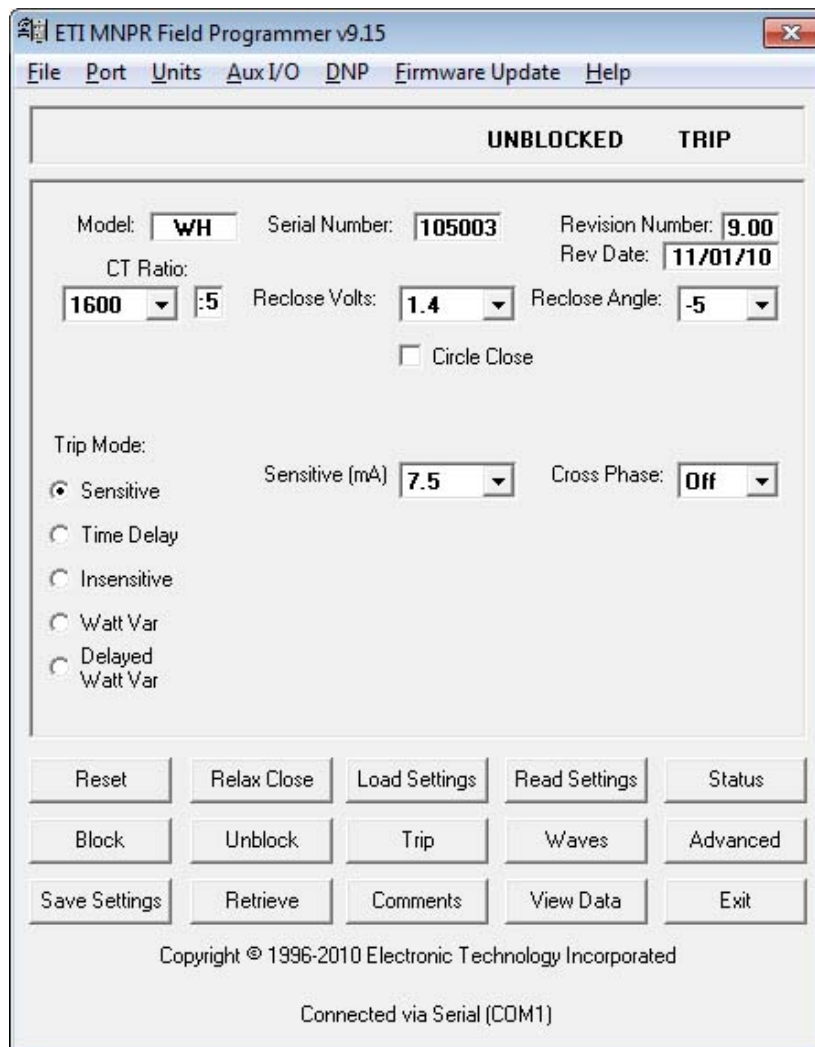 ETI MNPR Field Programmer v9.15
File Port Units Aux I/O DNP Firmware Update Help
UNBLOCKED TRIP
Model: WH Serial Number: 105003 Revision Number: 9.00
Rev Date: 11/01/10
CT Ratio:
1600 :5 Reclose Volts: 1.4 Reclose Angle: -5
Circle Close
Trip Mode:
Sensitive (mA) 7.5 Cross Phase: Off
Sensitive
Time Delay
Insensitive
Watt Var
Delayed
Watt Var
Reset Relax Close Load Settings Read Settings Status
Block Unblock Trip Waves Advanced
Save Settings Retrieve Comments View Data Exit
Copyright © 1996-2010 Electronic Technology Incorporated
Connected via Serial (COM1)